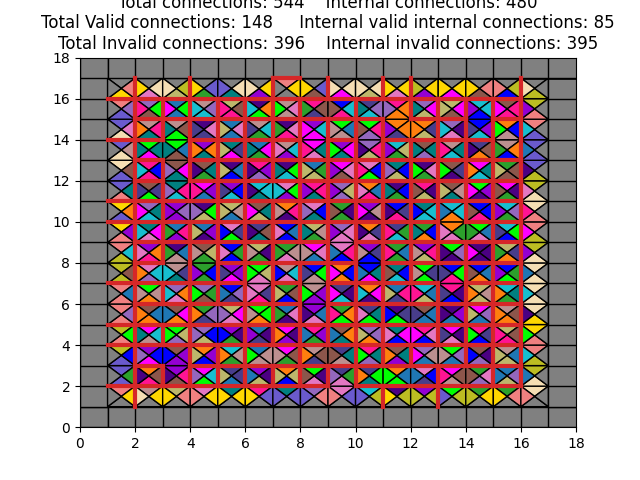 Total connections: 544    Internal connections: 480
Total Valid connections: 148    Internal valid internal connections: 85
Total Invalid connections: 396    Internal invalid connections: 395
18
16
14
12
10
8
6
4
2
0
0 2 4 6 8 10 12 14 16 18